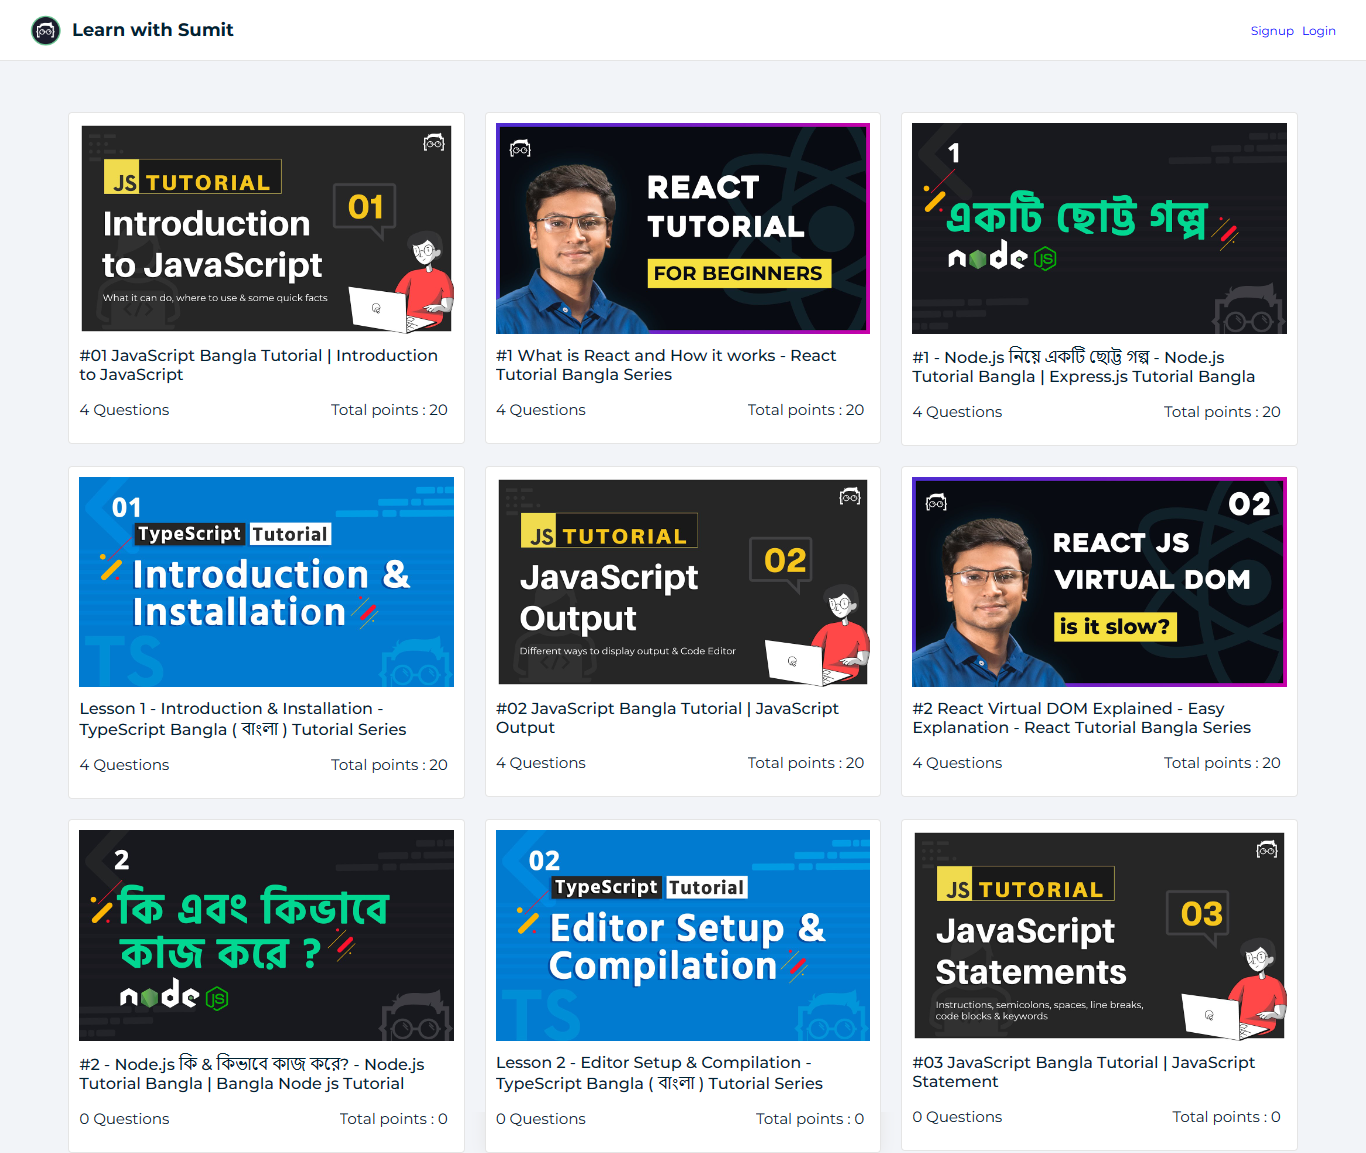 Learn with Sumit
Signup Login
JS TUTORIAL
01
Introduction
to JavaScript
What it can do, where to use & some quick facts
#01 JavaScript Bangla Tutorial | Introduction
to JavaScript
4 Questions Total points : 20
REACT
TUTORIAL
FOR BEGINNERS
#1 What is React and How it works - React
Tutorial Bangla Series
4 Questions Total points : 20
1
একটি ছোট্ট গল্প
node JS
#1 - Node.js নিয়ে একটি ছোট্ট গল্প - Node.js
Tutorial Bangla | Express.js Tutorial Bangla
4 Questions Total points : 20
01
TypeScript Tutorial
Introduction &
Installation
TS
Lesson 1 - Introduction & Installation -
TypeScript Bangla ( বাংলা ) Tutorial Series
4 Questions Total points : 20
JS TUTORIAL
02
JavaScript
Output
Different ways to display output & Code Editor
#02 JavaScript Bangla Tutorial | JavaScript
Output
4 Questions Total points : 20
02
REACT JS
VIRTUAL DOM
is it slow?
#2 React Virtual DOM Explained - Easy
Explanation - React Tutorial Bangla Series
4 Questions Total points : 20
2
কি এবং কিভাবে
কাজ করে ?
node JS
#2 - Node.js কি & কিভাবে কাজ করে? - Node.js
Tutorial Bangla | Bangla Node js Tutorial
0 Questions Total points : 0
02
TypeScript Tutorial
Editor Setup &
Compilation
TS
Lesson 2 - Editor Setup & Compilation -
TypeScript Bangla ( বাংলা ) Tutorial Series
0 Questions Total points : 0
JS TUTORIAL
03
JavaScript
Statements
Instructions, semicolons, spaces, line breaks,
code blocks & keywords
#03 JavaScript Bangla Tutorial | JavaScript
Statement
0 Questions Total points : 0